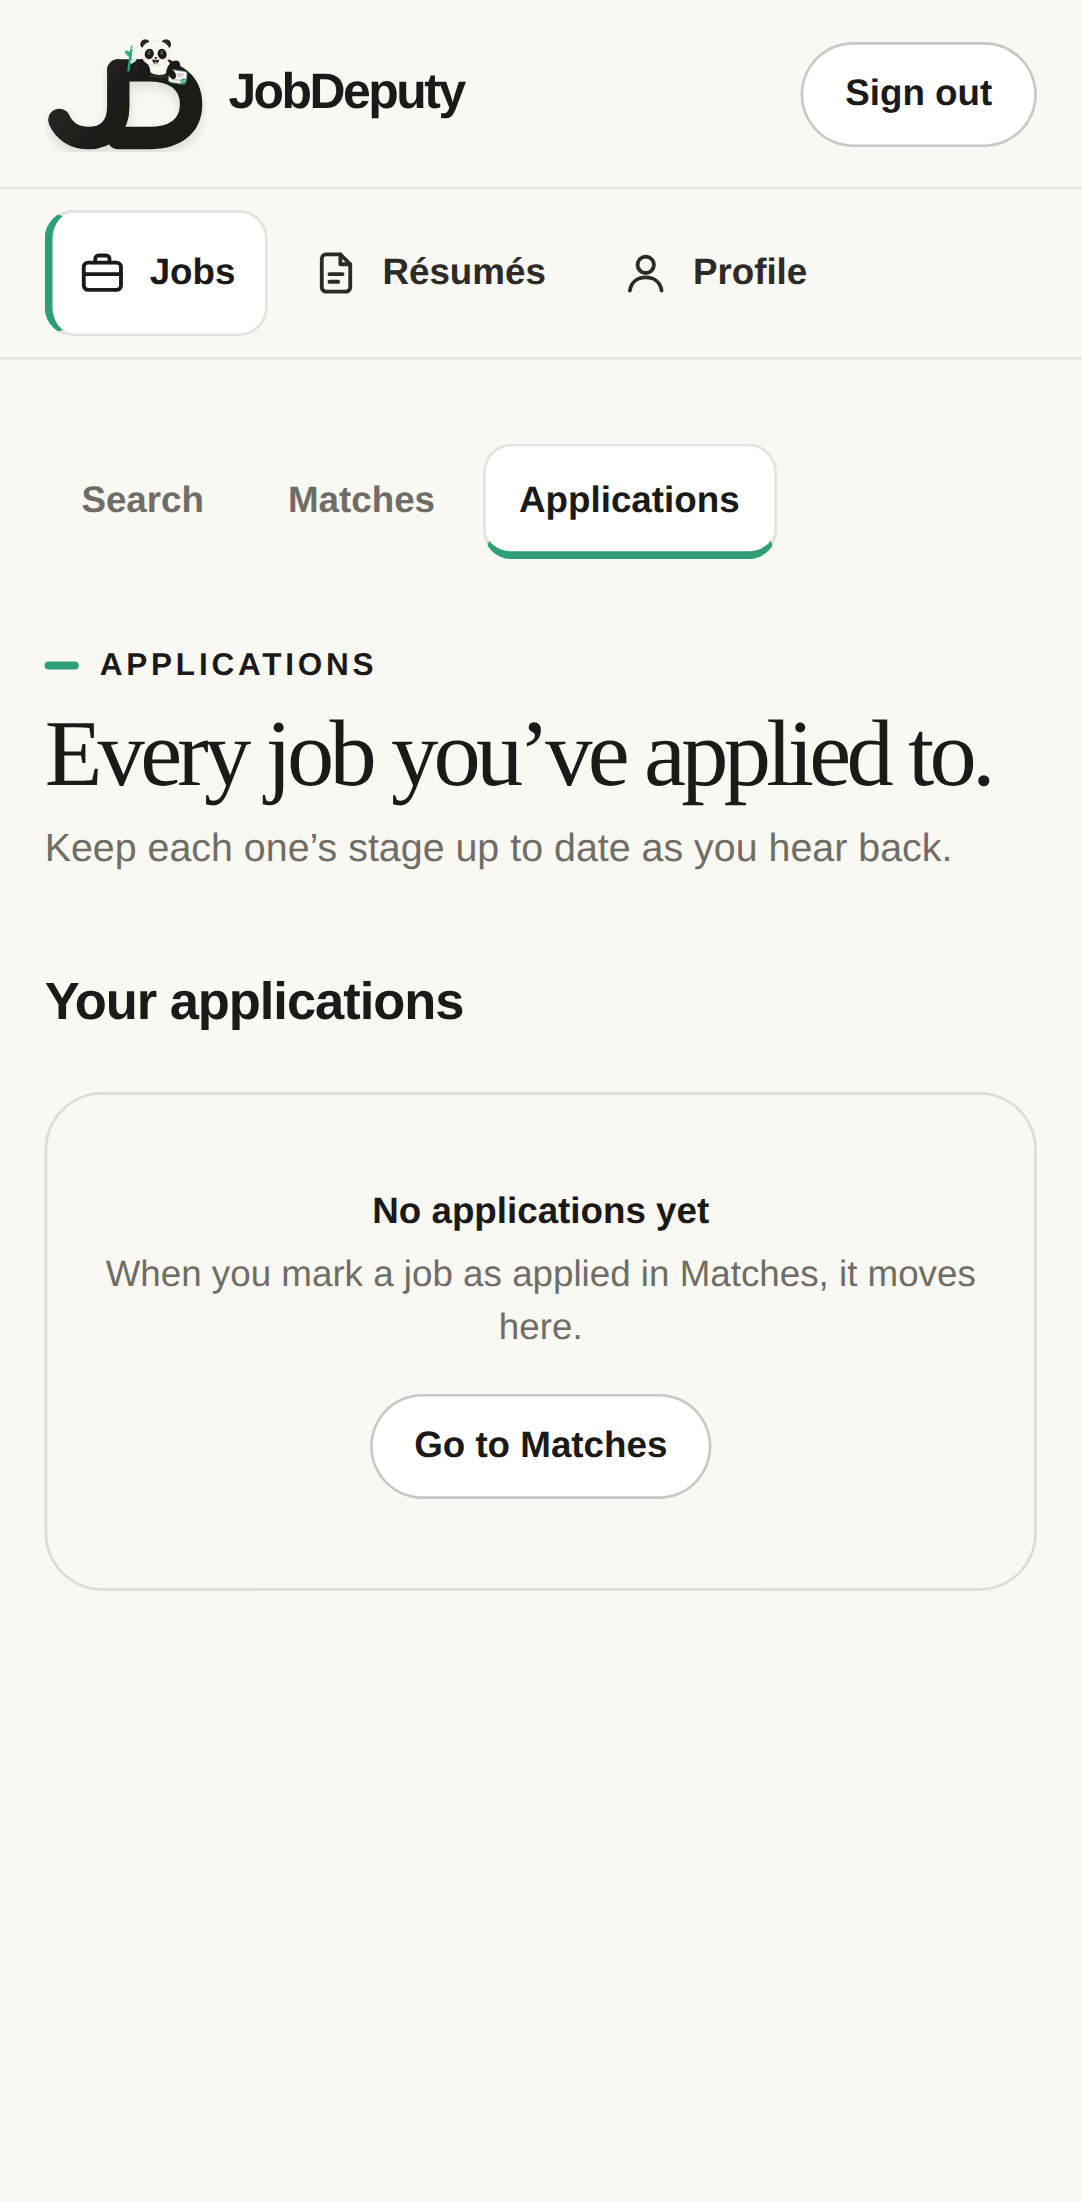 JobDeputy
Sign out
Jobs
Résumés
Profile
Search
Matches
Applications
APPLICATIONS
Every job you’ve applied to.
Keep each one’s stage up to date as you hear back.
Your applications
No applications yet
When you mark a job as applied in Matches, it moves
here.
Go to Matches